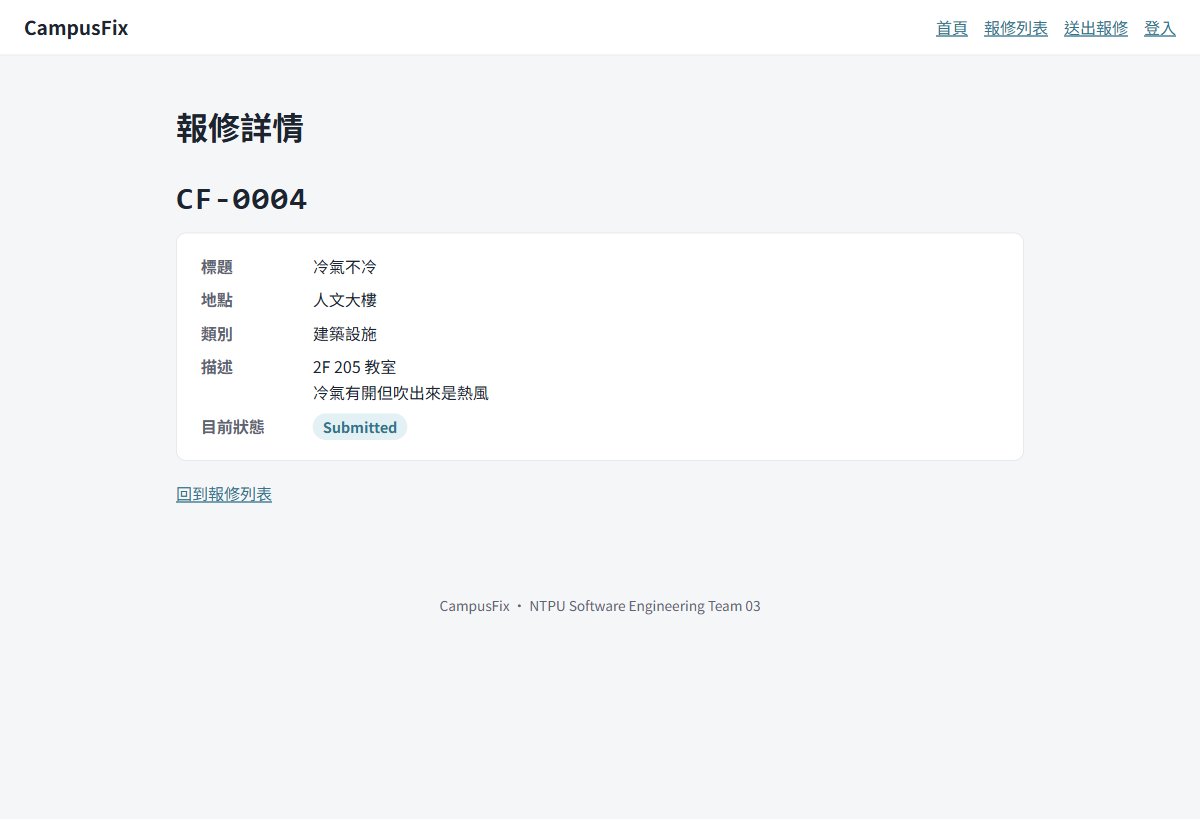 CampusFix
首頁 報修列表 送出報修 登入
報修詳情
CF-0004
標題 冷氣不冷
地點 人文大樓
類別 建築設施
描述 2F 205 教室
冷氣有開但吹出來是熱風
目前狀態 Submitted
回到報修列表
CampusFix · NTPU Software Engineering Team 03